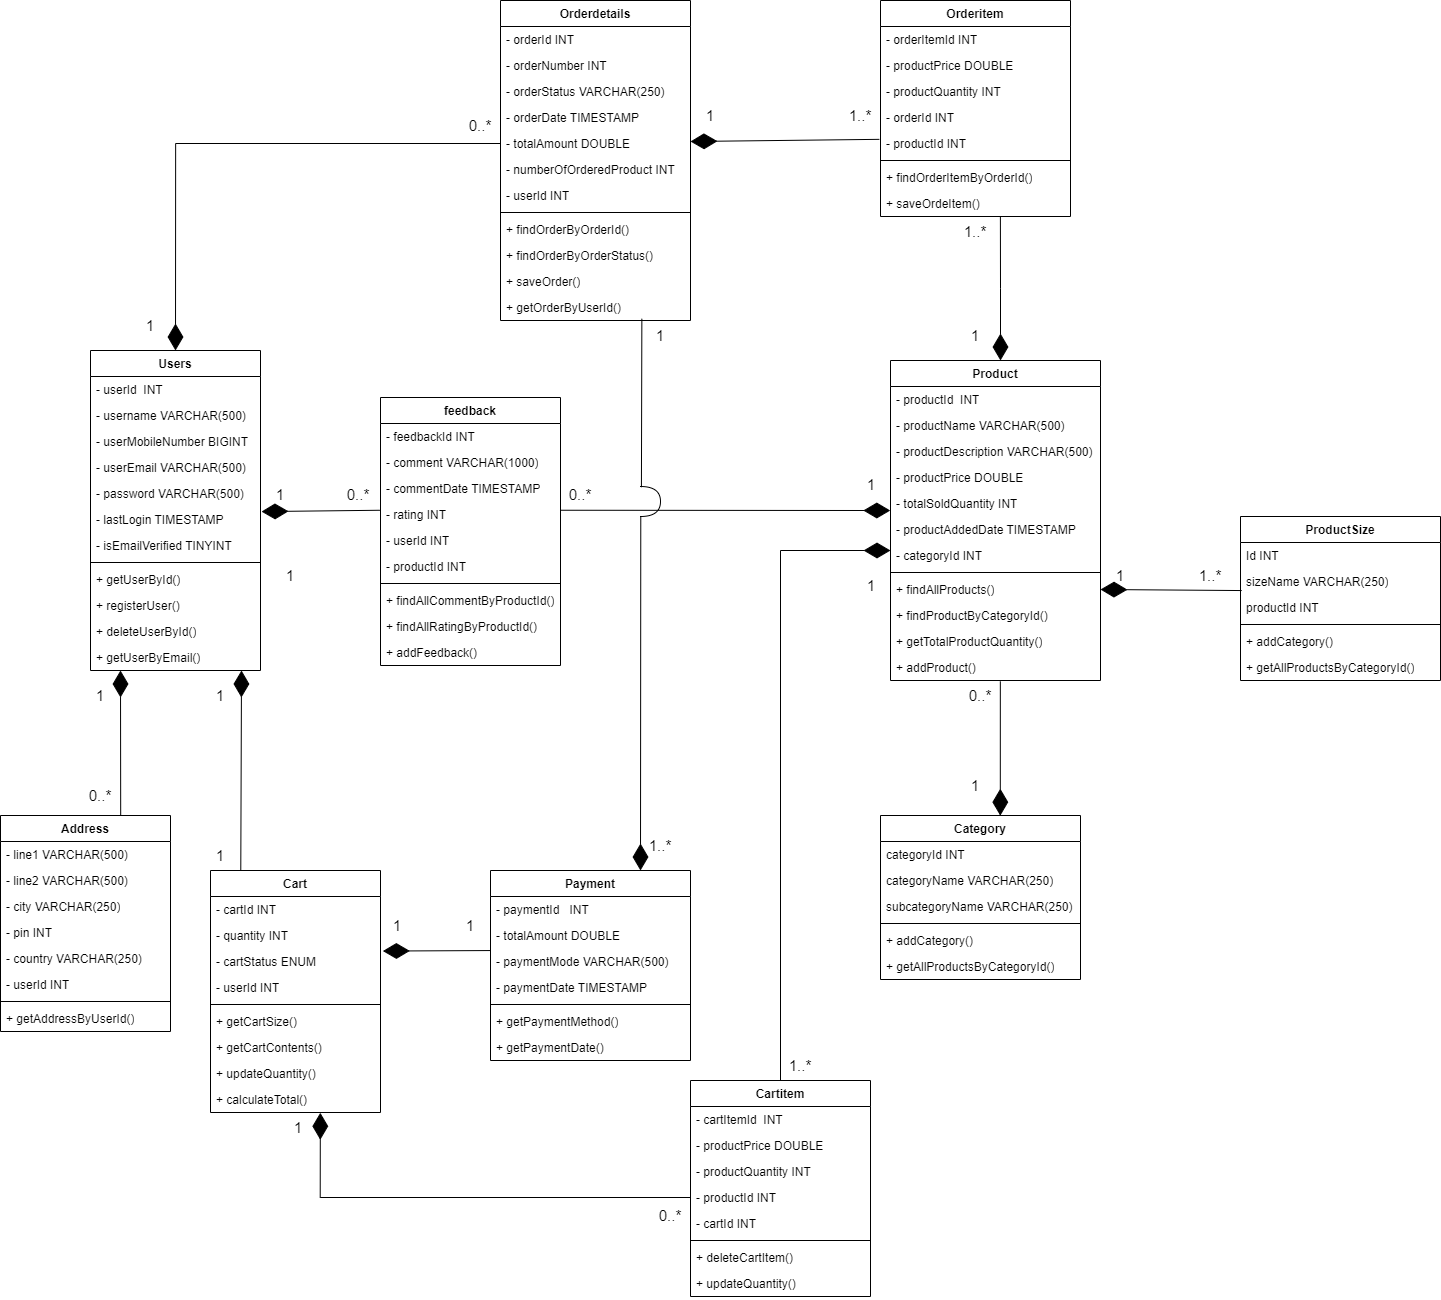 Orderdetails
- orderId INT
- orderNumber INT
- orderStatus VARCHAR(250)
- orderDate TIMESTAMP
- totalAmount DOUBLE
- numberOfOrderedProduct INT
- userId INT
+ findOrderByOrderId()
+ findOrderByOrderStatus()
+ saveOrder()
+ getOrderByUserId()
Orderitem
- orderItemId INT
- productPrice DOUBLE
- productQuantity INT
- orderId INT
- productId INT
+ findOrderItemByOrderId()
+ saveOrdeItem()
0..*
1
1..*
1..*
1
1
1
Users
- userId  INT
- username VARCHAR(500)
- userMobileNumber BIGINT
- userEmail VARCHAR(500)
- password VARCHAR(500)
- lastLogin TIMESTAMP
- isEmailVerified TINYINT
+ getUserById()
+ registerUser()
+ deleteUserById()
+ getUserByEmail()
1
0..*
1
feedback
- feedbackId INT
- comment VARCHAR(1000)
- commentDate TIMESTAMP
- rating INT
- userId INT
- productId INT
+ findAllCommentByProductId()
+ findAllRatingByProductId()
+ addFeedback()
0..*
1
1
Product
- productId  INT
- productName VARCHAR(500)
- productDescription VARCHAR(500)
- productPrice DOUBLE
- totalSoldQuantity INT
- productAddedDate TIMESTAMP
- categoryId INT
+ findAllProducts()
+ findProductByCategoryId()
+ getTotalProductQuantity()
+ addProduct()
1
1..*
ProductSize
Id INT
sizeName VARCHAR(250)
productId INT
+ addCategory()
+ getAllProductsByCategoryId()
1
1
0..*
0..*
1
1
1..*
Address
- line1 VARCHAR(500)
- line2 VARCHAR(500)
- city VARCHAR(250)
- pin INT
- country VARCHAR(250)
- userId INT
+ getAddressByUserId()
Cart
- cartId INT
- quantity INT
- cartStatus ENUM
- userId INT
+ getCartSize()
+ getCartContents()
+ updateQuantity()
+ calculateTotal()
1
1
Payment
- paymentId   INT
- totalAmount DOUBLE
- paymentMode VARCHAR(500)
- paymentDate TIMESTAMP
+ getPaymentMethod()
+ getPaymentDate()
Category
categoryId INT
categoryName VARCHAR(250)
subcategoryName VARCHAR(250)
+ addCategory()
+ getAllProductsByCategoryId()
1..*
1
0..*
Cartitem
- cartItemId  INT
- productPrice DOUBLE
- productQuantity INT
- productId INT
- cartId INT
+ deleteCartItem()
+ updateQuantity()